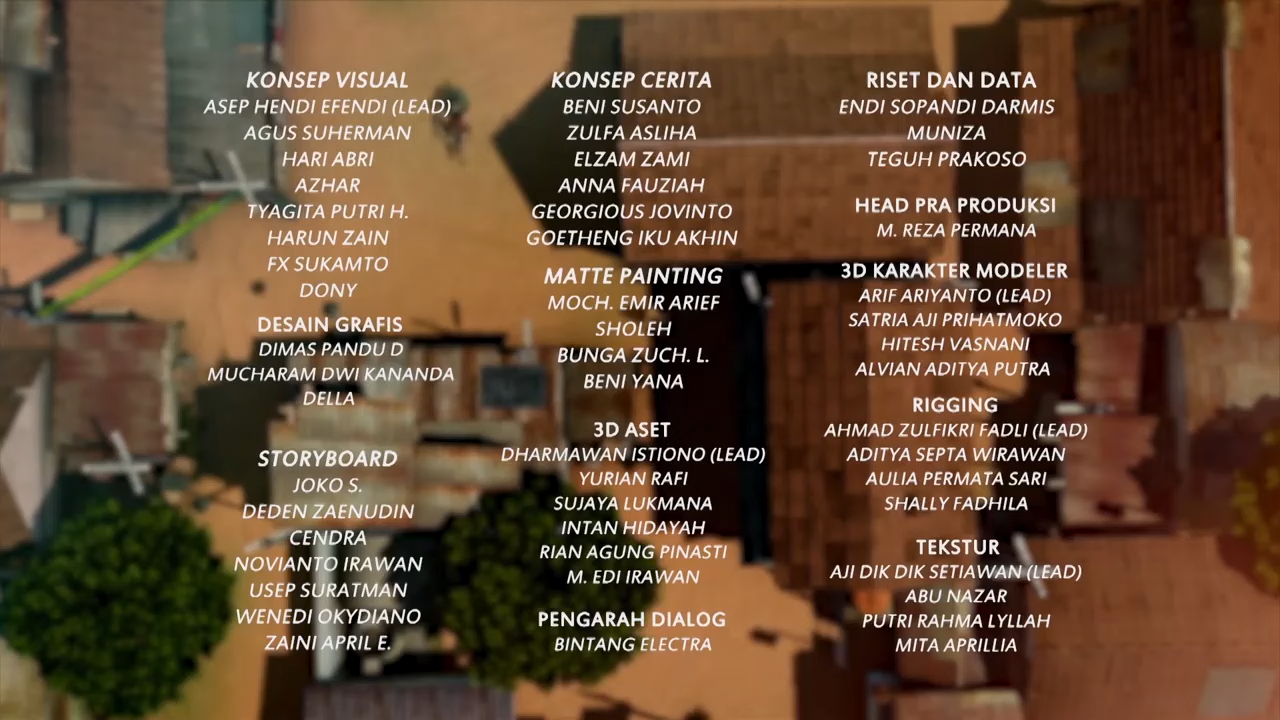 KONSEP VISUAL
ASEP HENDI EFENDI (LEAD)
AGUS SUHERMAN
HARI ABRI
AZHAR
TYAGITA PUTRI H.
HARUN ZAIN
FX SUKAMTO
DONY
DESAIN GRAFIS
DIMAS PANDU D
MUCHARAM DWI KANANDA
DELLA
STORYBOARD
JOKO S.
DEDEN ZAENUDIN
CENDRA
NOVIANTO IRAWAN
USEP SURATMAN
WENEDI OKYDIANO
ZAINI APRIL E.
KONSEP CERITA
BENI SUSANTO
ZULFA ASLIHA
ELZAM ZAMI
ANNA FAUZIAH
GEORGIOUS JOVINTO
GOETHENG IKU AKHIN
MATTE PAINTING
MOCH. EMIR ARIEF
SHOLEH
BUNGA ZUCH. L.
BENI YANA
3D ASET
DHARMAWAN ISTIONO (LEAD)
YURIAN RAFI
SUJAYA LUKMANA
INTAN HIDAYAH
RIAN AGUNG PINASTI
M. EDI IRAWAN
PENGARAH DIALOG
BINTANG ELECTRA
RISET DAN DATA
ENDI SOPANDI DARMIS
MUNIZA
TEGUH PRAKOSO
HEAD PRA PRODUKSI
M. REZA PERMANA
3D KARAKTER MODELER
ARIF ARIYANTO (LEAD)
SATRIA AJI PRIHATMOKO
HITESH VASNANI
ALVIAN ADITYA PUTRA
RIGGING
AHMAD ZULFIKRI FADLI (LEAD)
ADITYA SEPTA WIRAWAN
AULIA PERMATA SARI
SHALLY FADHILA
TEKSTUR
AJI DIK DIK SETIAWAN (LEAD)
ABU NAZAR
PUTRI RAHMA LYLLAH
MITA APRILLIA